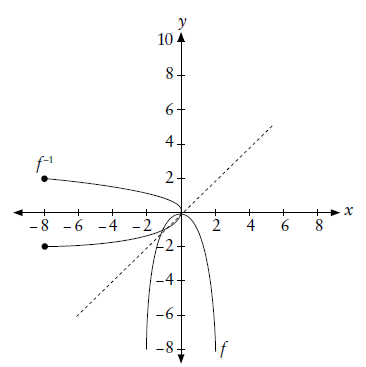 y
10
8
6
4
f⁻¹
2
x
– 8 – 6 – 4 – 2 2 4 6 8
–2
–4
–6
–8
f